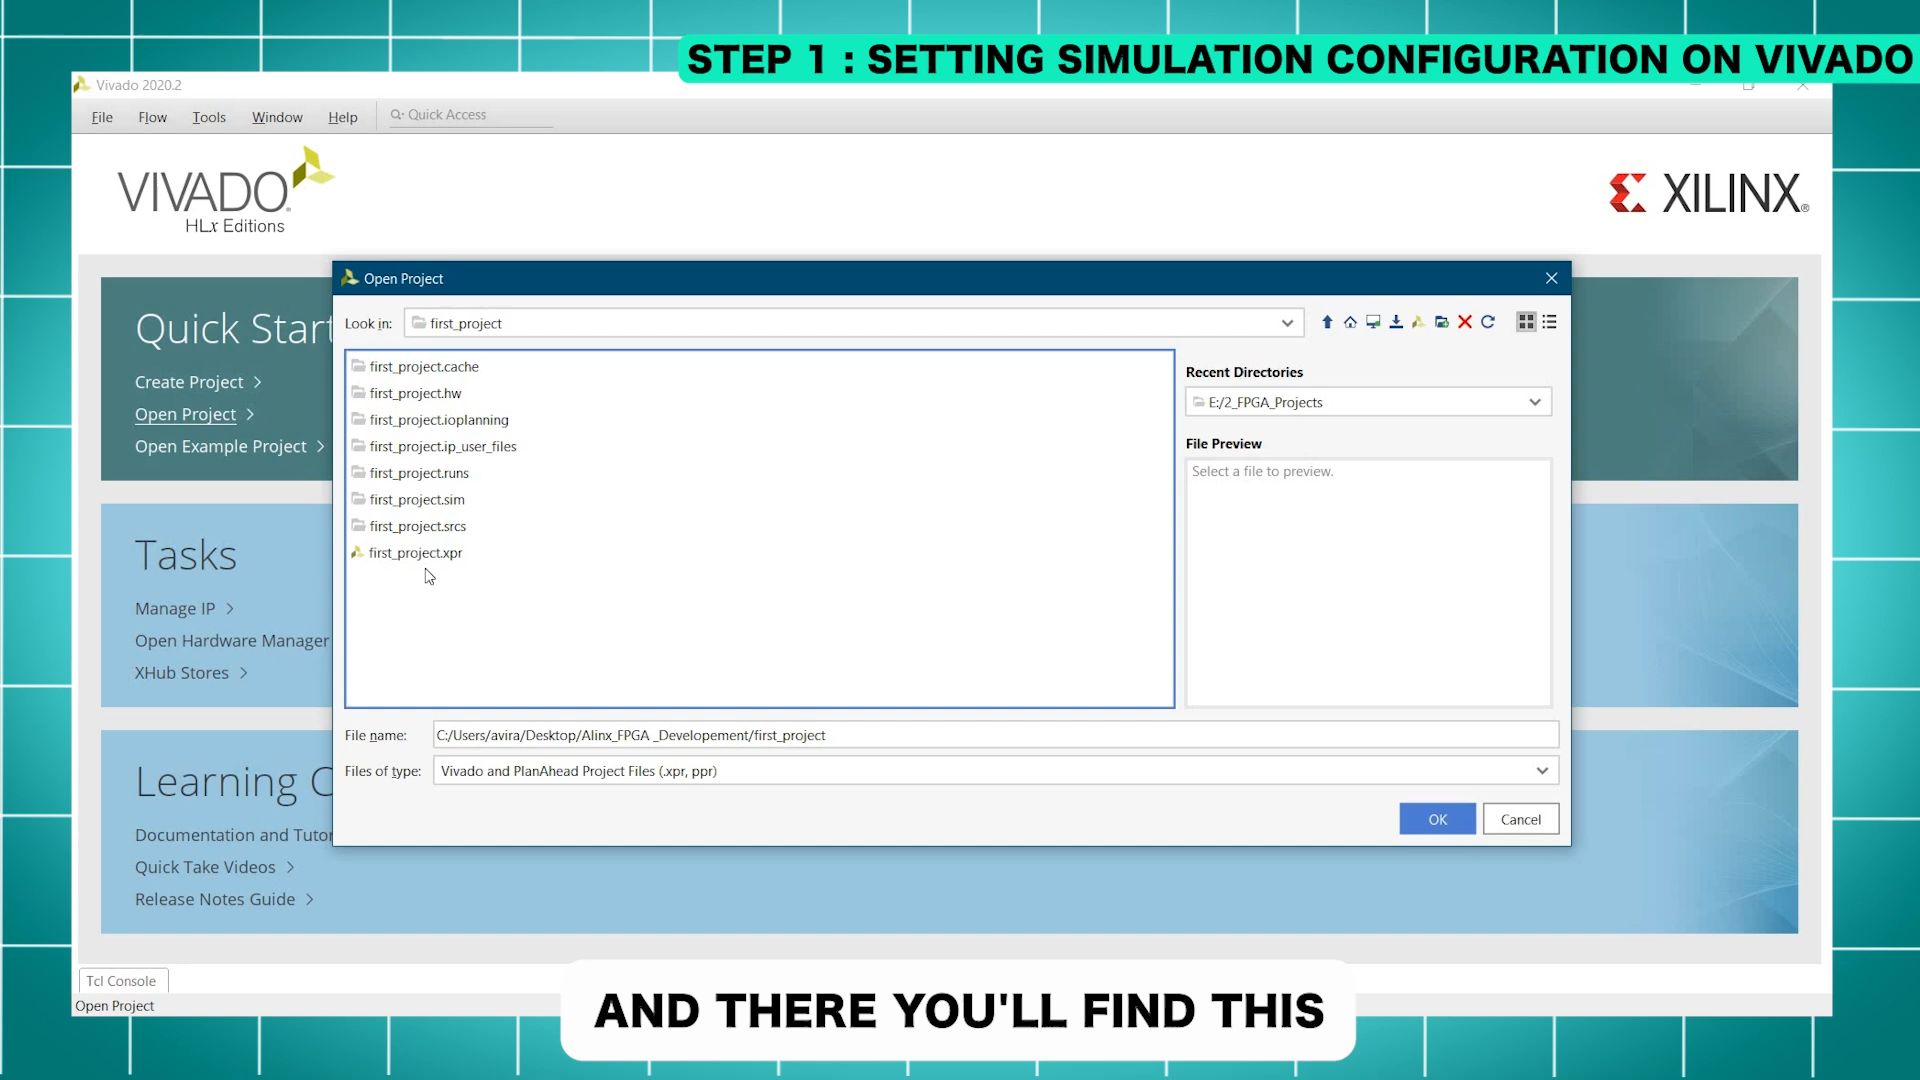 STEP 1 : SETTING SIMULATION CONFIGURATION ON VIVADO
Vivado 2020.2
File Flow Tools Window Help Quick Access
VIVADO
HLx Editions
XILINX®
Quick Start
Create Project >
Open Project >
Open Example Project >
Tasks
Manage IP >
Open Hardware Manager
XHub Stores >
Learning C
Documentation and Tutor
Quick Take Videos >
Release Notes Guide >
Open Project
Look in: first_project
first_project.cache
first_project.hw
first_project.ioplanning
first_project.ip_user_files
first_project.runs
first_project.sim
first_project.srcs
first_project.xpr
Recent Directories
E:/2_FPGA_Projects
File Preview
Select a file to preview.
File name: C:/Users/avira/Desktop/Alinx_FPGA _Developement/first_project
Files of type: Vivado and PlanAhead Project Files (.xpr, ppr)
OK Cancel
Tcl Console
Open Project
AND THERE YOU'LL FIND THIS